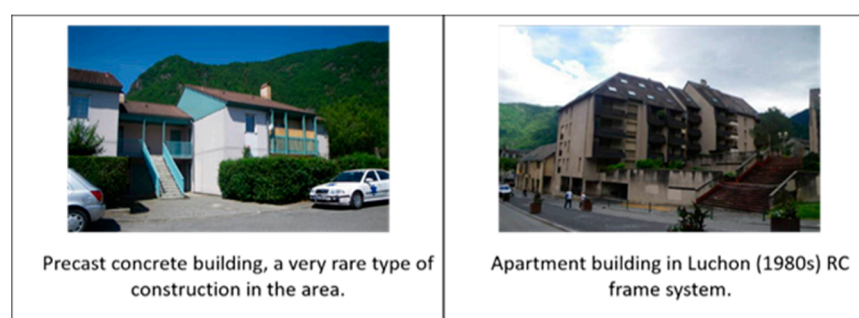 Precast concrete building, a very rare type of
construction in the area.
Apartment building in Luchon (1980s) RC
frame system.